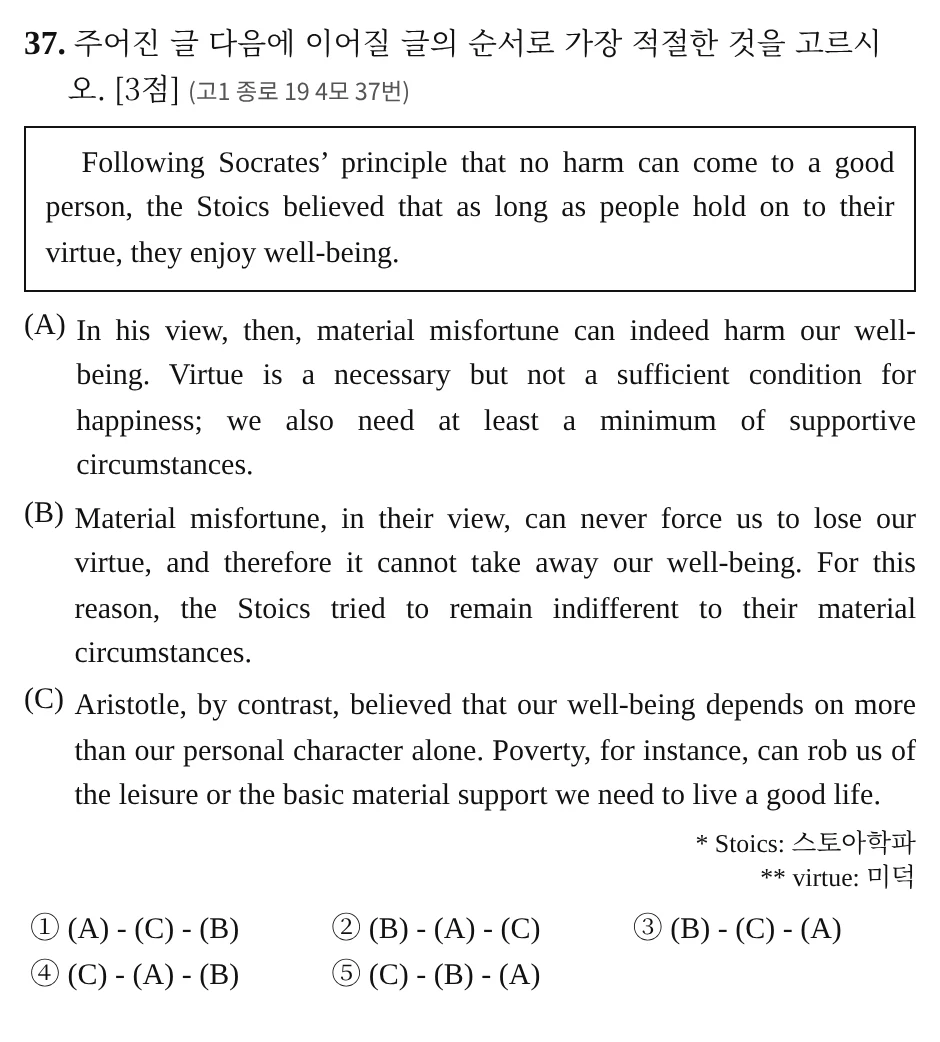 37. 주어진 글 다음에 이어질 글의 순서로 가장 적절한 것을 고르시
오. [3점] (고1 종로 19 4모 37번)
Following Socrates’ principle that no harm can come to a good
person, the Stoics believed that as long as people hold on to their
virtue, they enjoy well-being.
(A) In his view, then, material misfortune can indeed harm our well-
being. Virtue is a necessary but not a sufficient condition for
happiness; we also need at least a minimum of supportive
circumstances.
(B) Material misfortune, in their view, can never force us to lose our
virtue, and therefore it cannot take away our well-being. For this
reason, the Stoics tried to remain indifferent to their material
circumstances.
(C) Aristotle, by contrast, believed that our well-being depends on more
than our personal character alone. Poverty, for instance, can rob us of
the leisure or the basic material support we need to live a good life.
* Stoics: 스토아학파
** virtue: 미덕
① (A) - (C) - (B) ② (B) - (A) - (C) ③ (B) - (C) - (A)
④ (C) - (A) - (B) ⑤ (C) - (B) - (A)